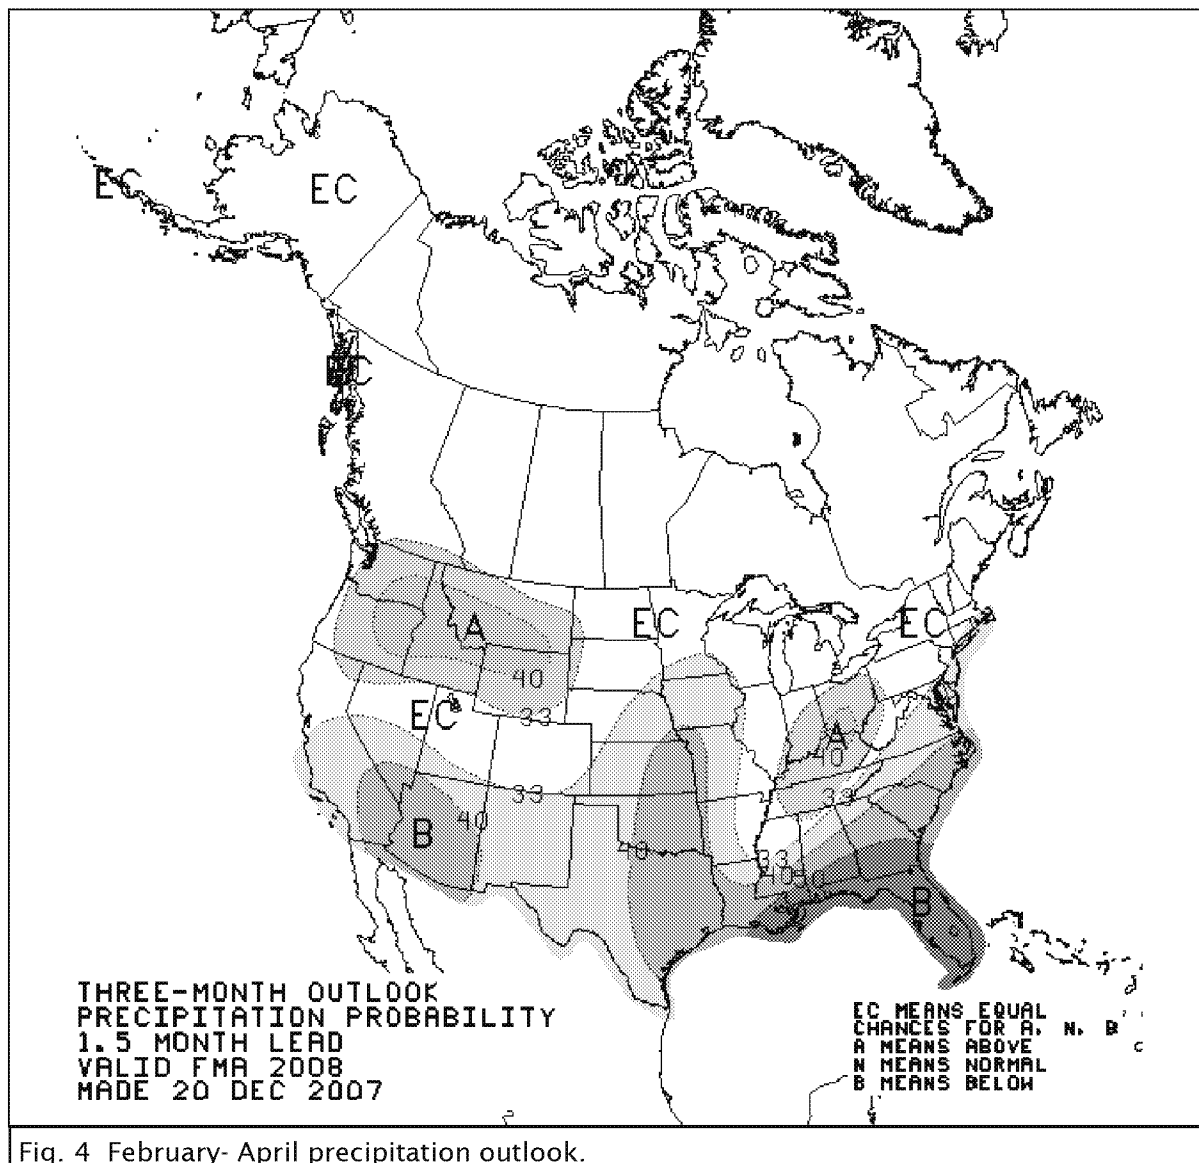 EC
EC
EC
A
EC
EC
40
33
EC
A
40
33
40
33
B
40
33
40
B
THREE-MONTH OUTLOOK
PRECIPITATION PROBABILITY
1.5 MONTH LEAD
VALID FMA 2008
MADE 20 DEC 2007
EC MEANS EQUAL
CHANCES FOR A, N, B
A MEANS ABOVE
N MEANS NORMAL
B MEANS BELOW
Fig. 4 February- April precipitation outlook.